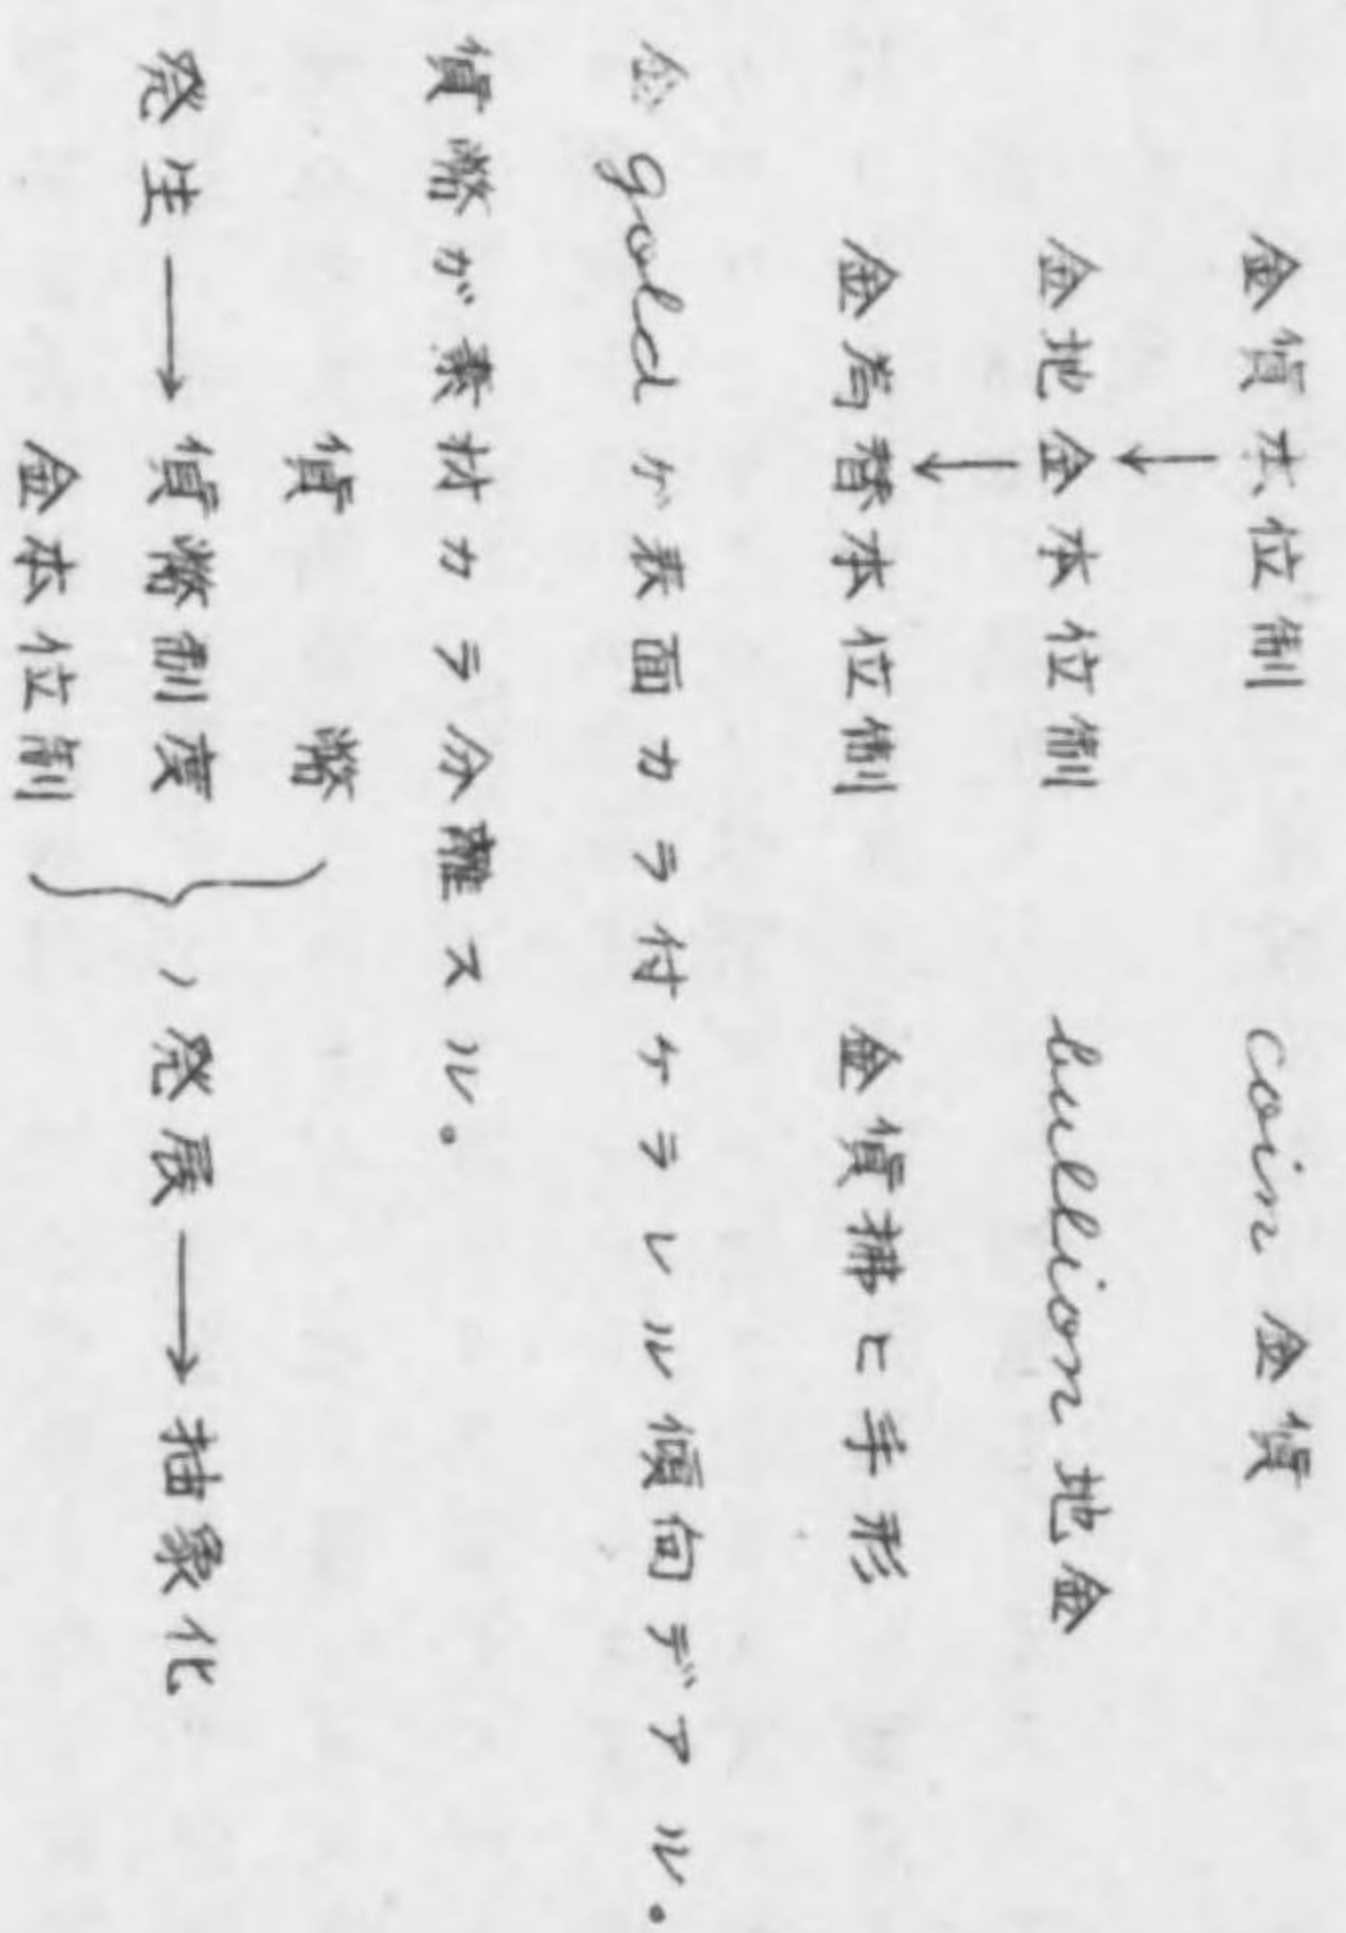 金貨本位制 coin 金貨
↓
金地金本位制 bullion 地金
↓
金為替本位制 金貨払ヒ手形
金 gold ガ表面カラ付ケラレル傾向デアル。
貨幣ガ素材カラ分離スル。
貨幣
発生 → 貨幣制度 } ノ発展 → 抽象化
金本位制